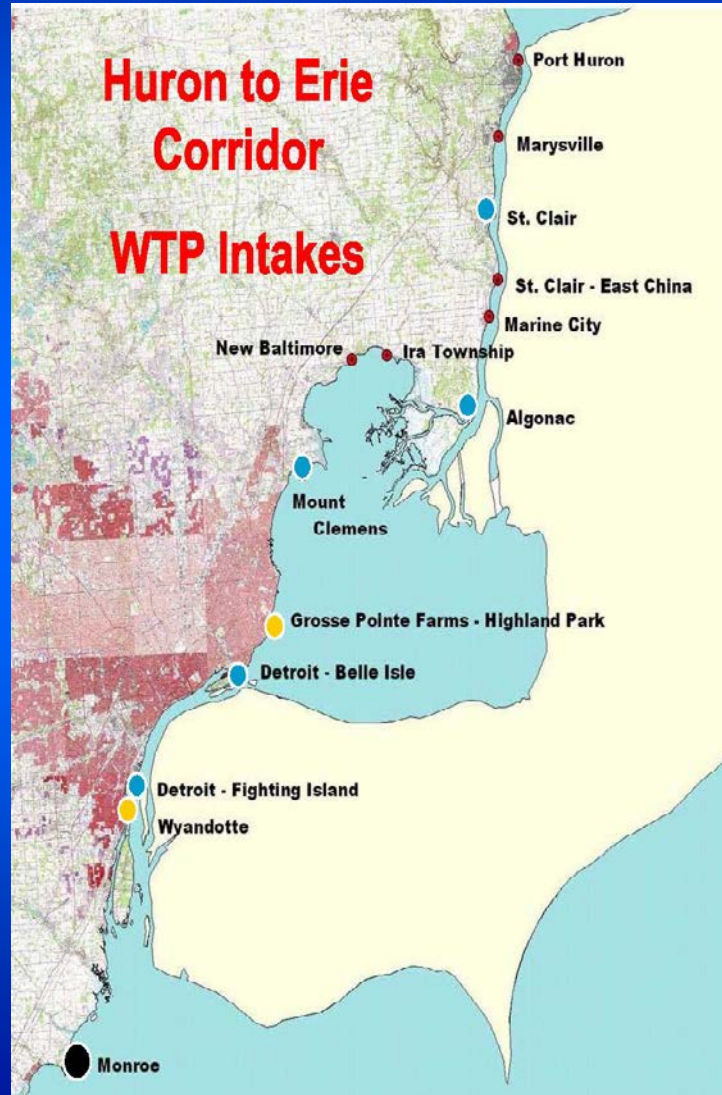 Huron to Erie
Corridor
WTP Intakes
Port Huron
Marysville
St. Clair
St. Clair - East China
Marine City
New Baltimore
Ira Township
Algonac
Mount
Clemens
Grosse Pointe Farms - Highland Park
Detroit - Belle Isle
Detroit - Fighting Island
Wyandotte
Monroe